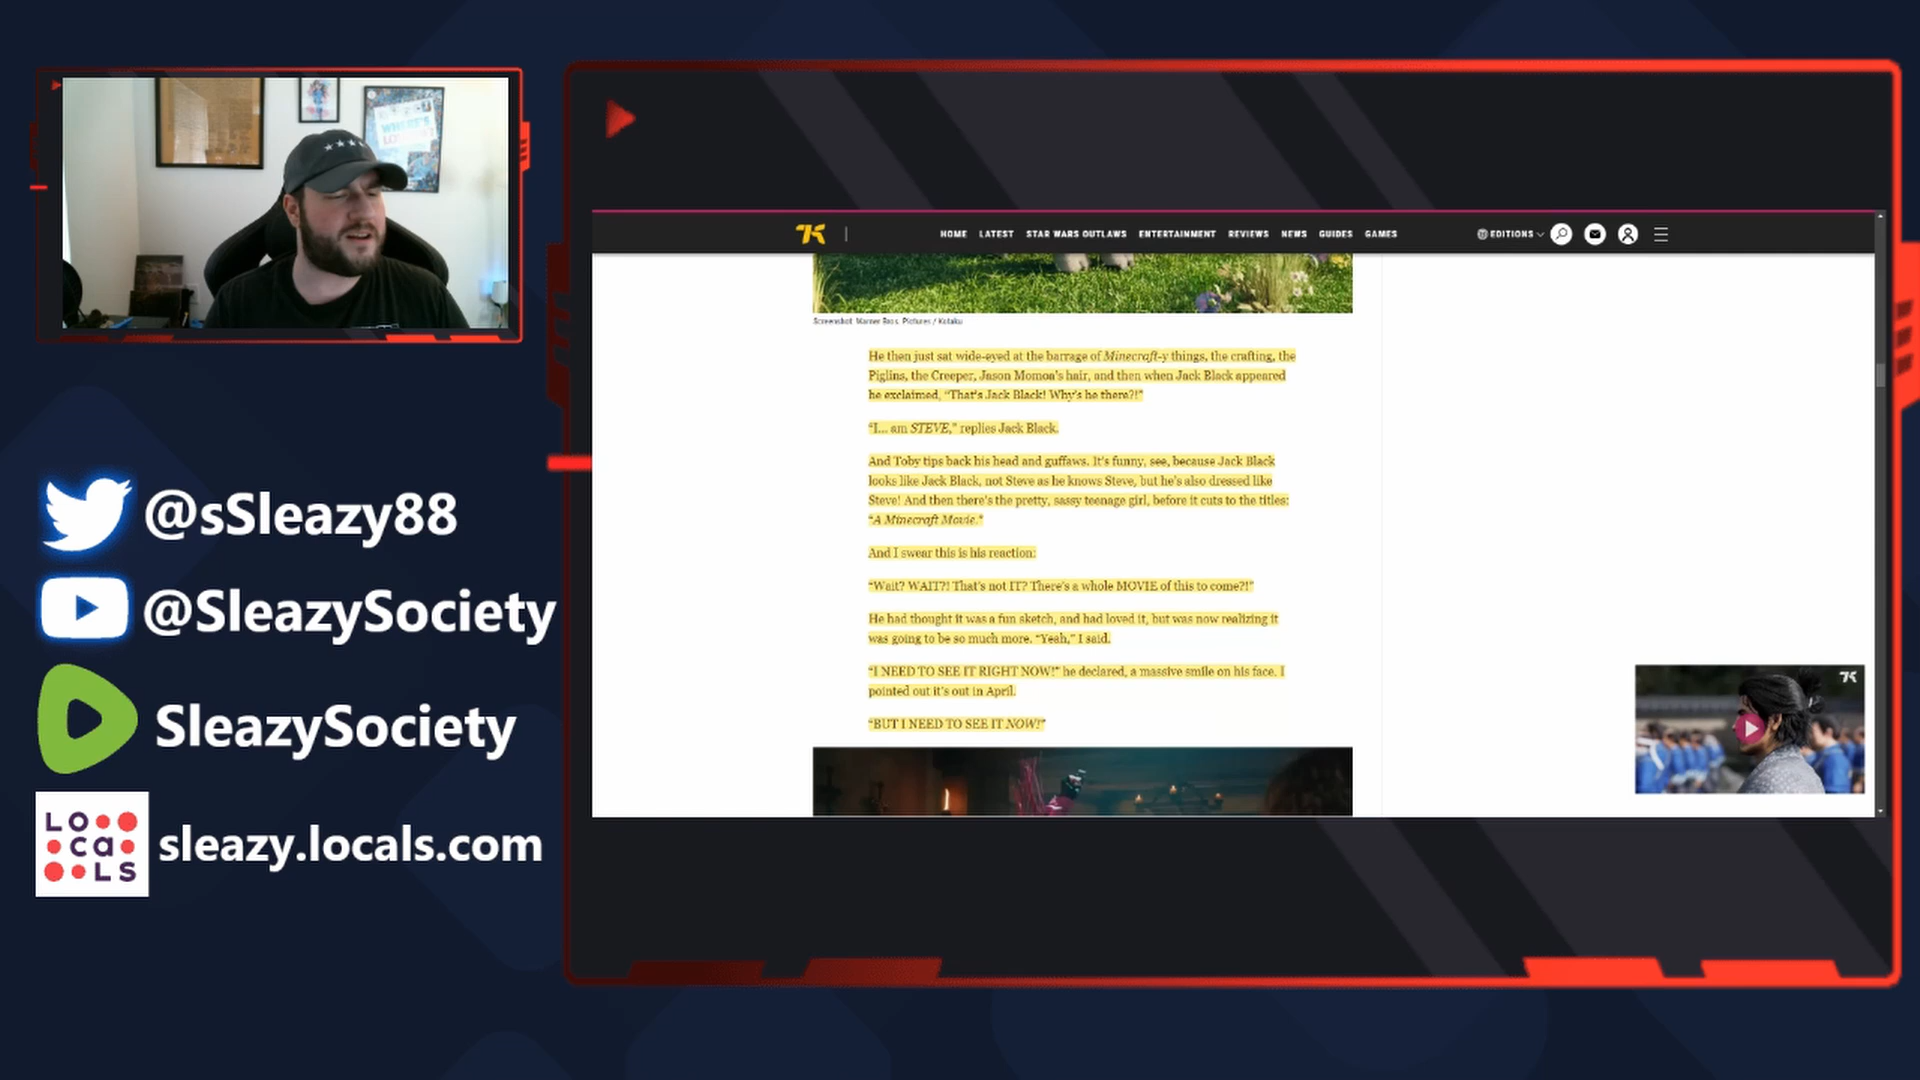 WHERE'S
@sSleazy88
@SleazySociety
SleazySociety
LOCALS
sleazy.locals.com
HOME LATEST STAR WARS OUTLAWS ENTERTAINMENT REVIEWS NEWS GUIDES GAMES
EDITIONS
Screenshot: Warner Bros. Pictures / Kotaku
He then just sat wide-eyed at the barrage of Minecraft-y things, the crafting, the
Piglins, the Creeper, Jason Momoa's hair, and then when Jack Black appeared
he exclaimed, “That's Jack Black! Why's he there?!”
“I... am STEVE,” replies Jack Black.
And Toby tips back his head and guffaws. It's funny, see, because Jack Black
looks like Jack Black, not Steve as he knows Steve, but he's also dressed like
Steve! And then there's the pretty, sassy teenage girl, before it cuts to the titles:
“A Minecraft Movie.”
And I swear this is his reaction:
“Wait? WAIT?! That's not IT? There's a whole MOVIE of this to come?!”
He had thought it was a fun sketch, and had loved it, but was now realizing it
was going to be so much more. “Yeah,” I said.
“I NEED TO SEE IT RIGHT NOW!” he declared, a massive smile on his face. I
pointed out it's out in April.
“BUT I NEED TO SEE IT NOW!”